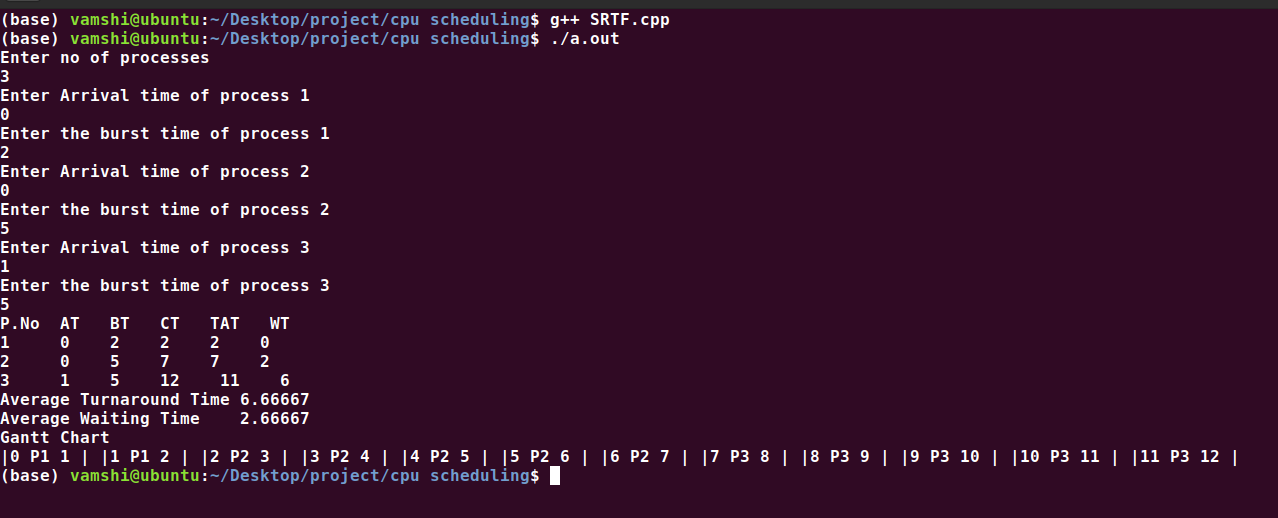 (base) vamshi@ubuntu:~/Desktop/project/cpu scheduling$ g++ SRTF.cpp
(base) vamshi@ubuntu:~/Desktop/project/cpu scheduling$ ./a.out
Enter no of processes
3
Enter Arrival time of process 1
0
Enter the burst time of process 1
2
Enter Arrival time of process 2
0
Enter the burst time of process 2
5
Enter Arrival time of process 3
1
Enter the burst time of process 3
5
P.No  AT   BT   CT   TAT   WT
1     0    2    2    2    0
2     0    5    7    7    2
3     1    5    12    11    6
Average Turnaround Time 6.66667
Average Waiting Time    2.66667
Gantt Chart
|0 P1 1 | |1 P1 2 | |2 P2 3 | |3 P2 4 | |4 P2 5 | |5 P2 6 | |6 P2 7 | |7 P3 8 | |8 P3 9 | |9 P3 10 | |10 P3 11 | |11 P3 12 |
(base) vamshi@ubuntu:~/Desktop/project/cpu scheduling$